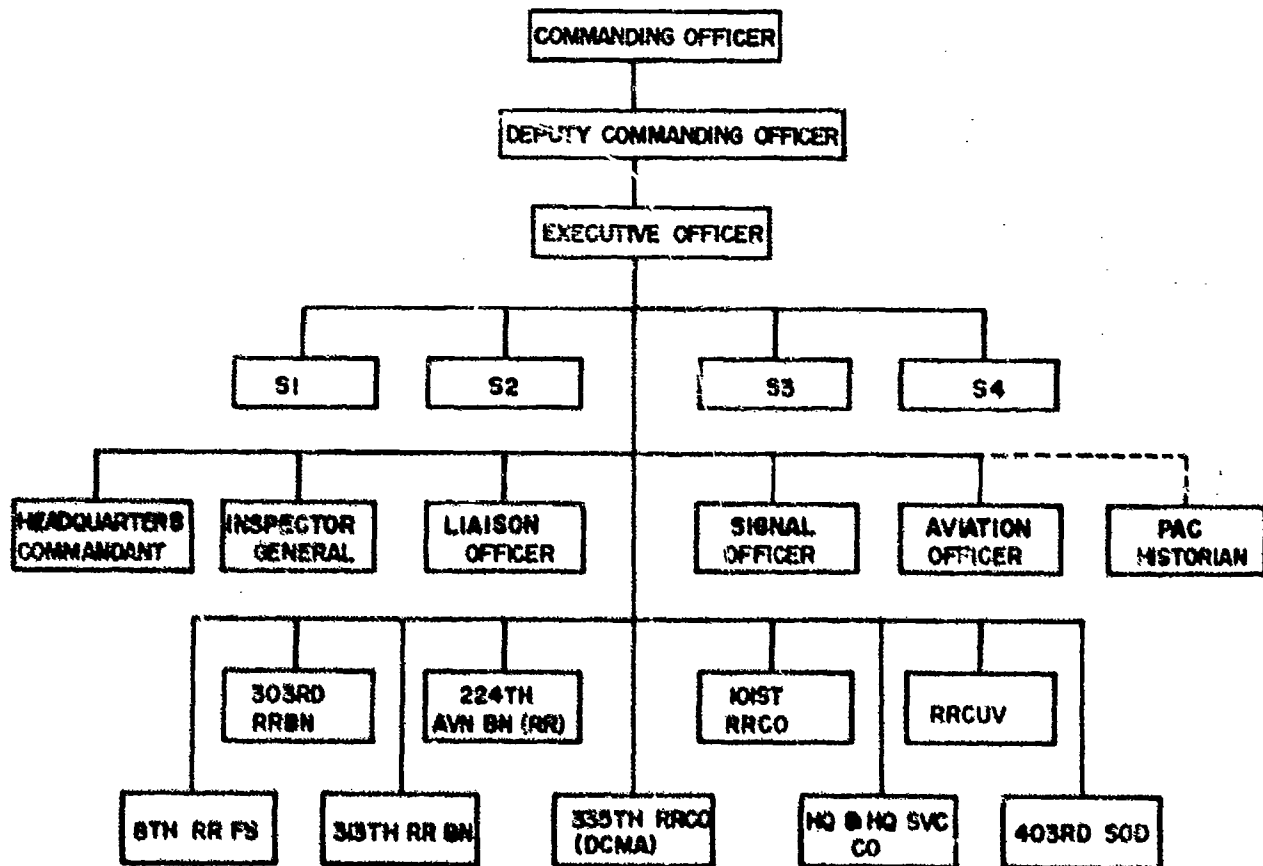 COMMANDING OFFICER
DEPUTY COMMANDING OFFICER
EXECUTIVE OFFICER
S1
S2
S3
S4
HEADQUARTERS
COMMANDANT
INSPECTOR
GENERAL
LIAISON
OFFICER
SIGNAL
OFFICER
AVIATION
OFFICER
PAC
HISTORIAN
303RD
RRBN
224TH
AVN BN (RR)
101ST
RRCO
RRCUV
8TH RR FS
313TH RR BN
335TH RRCO
(DCMA)
HQ & HQ SVC
CO
403RD SOD